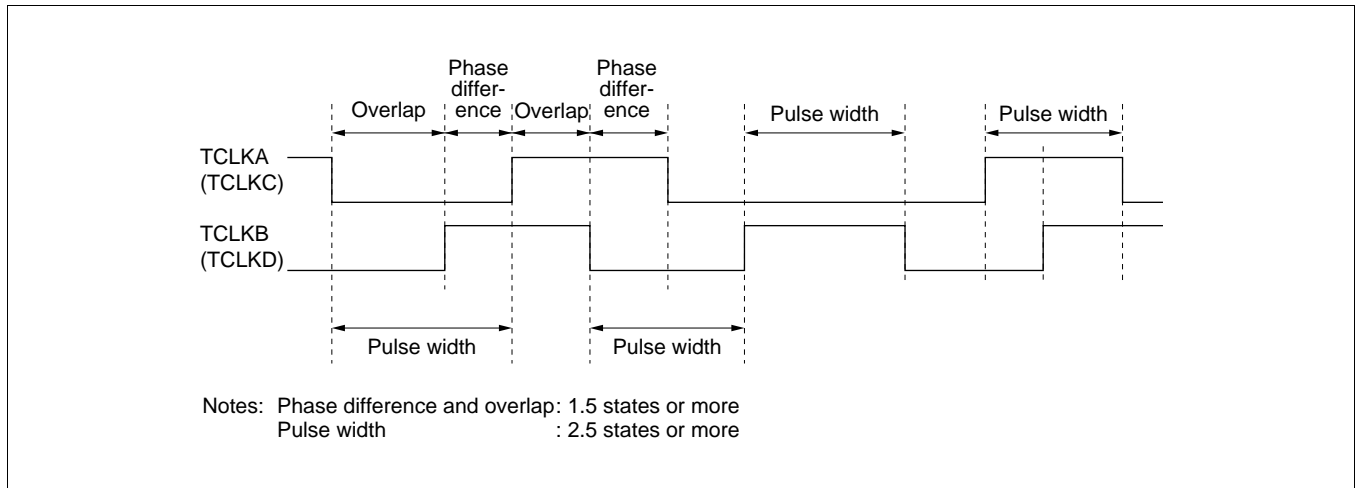 Phase
differ-
ence
Phase
differ-
ence
Overlap
Overlap
Pulse width
Pulse width
TCLKA
(TCLKC)
TCLKB
(TCLKD)
Pulse width
Pulse width
Notes: Phase difference and overlap: 1.5 states or more
Pulse width : 2.5 states or more